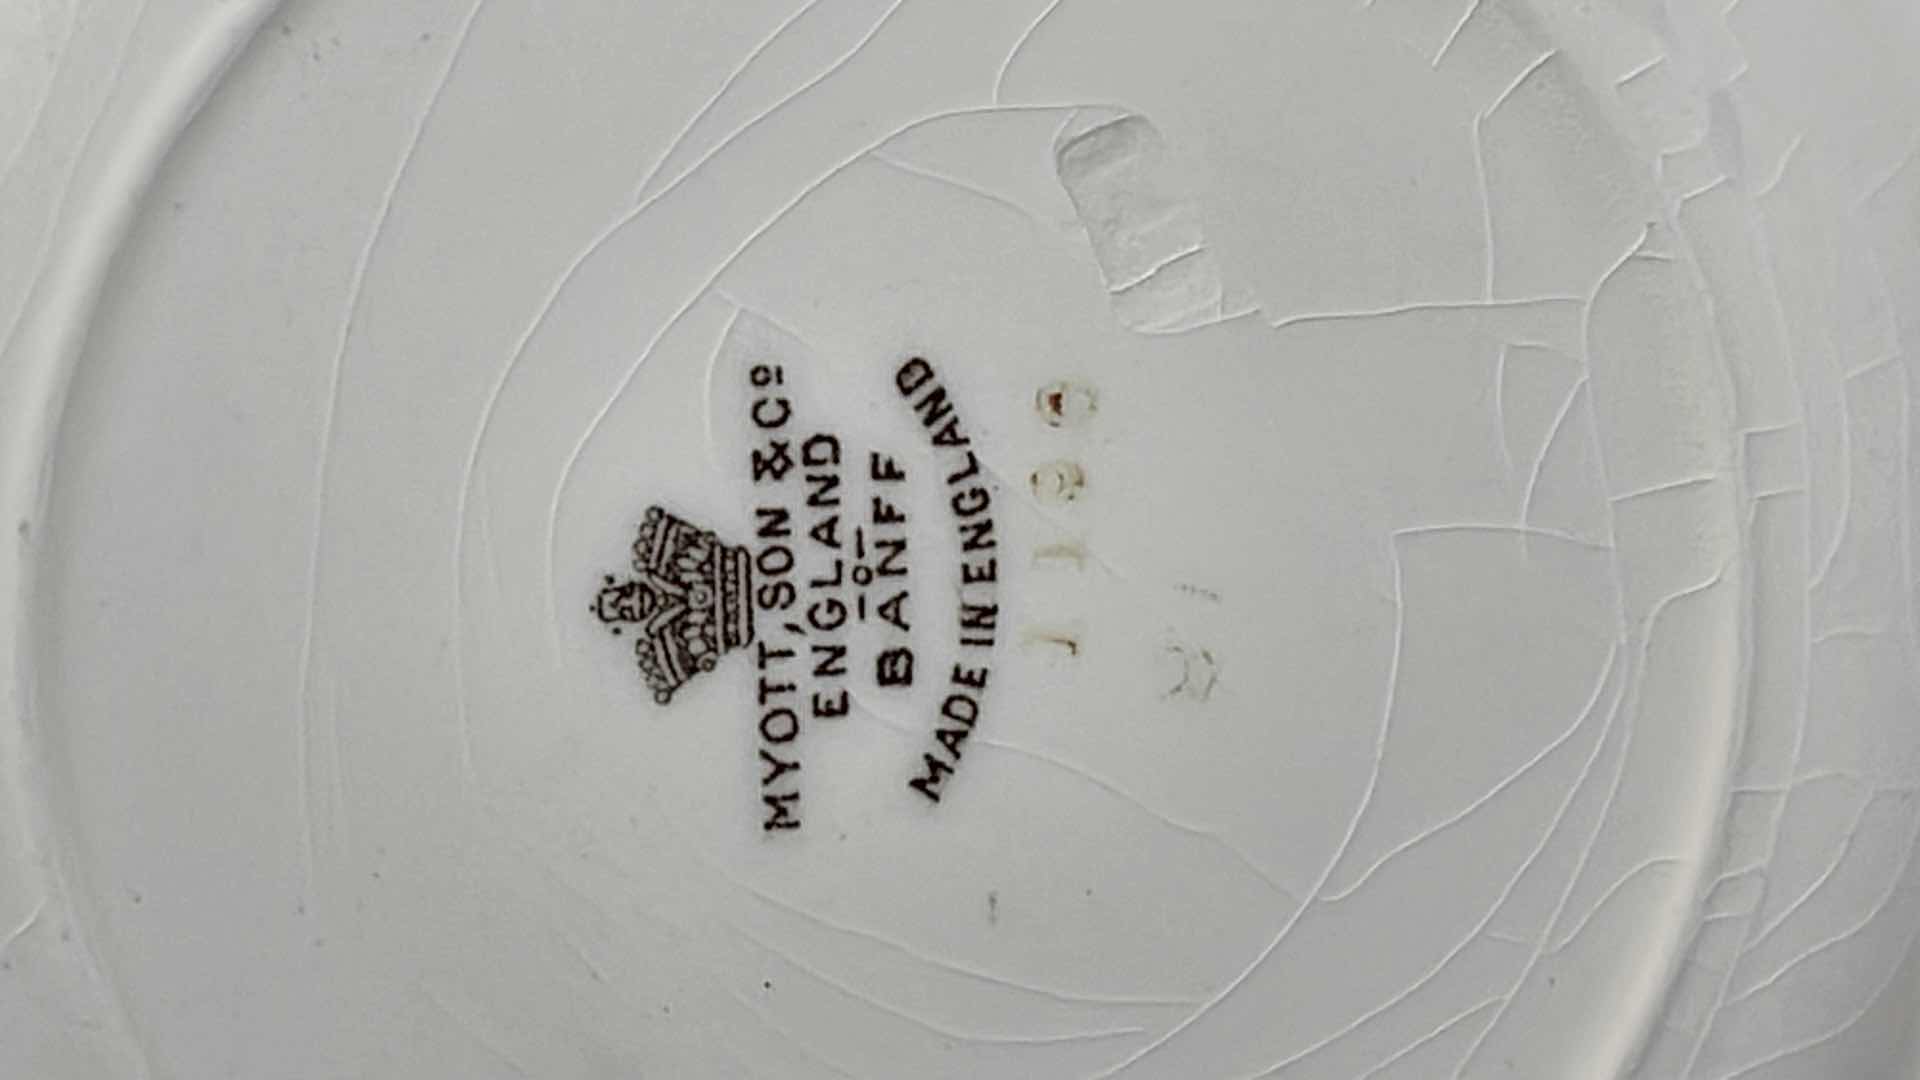 MYOTT, SON & Cº
ENGLAND
BANFF
MADE IN ENGLAND